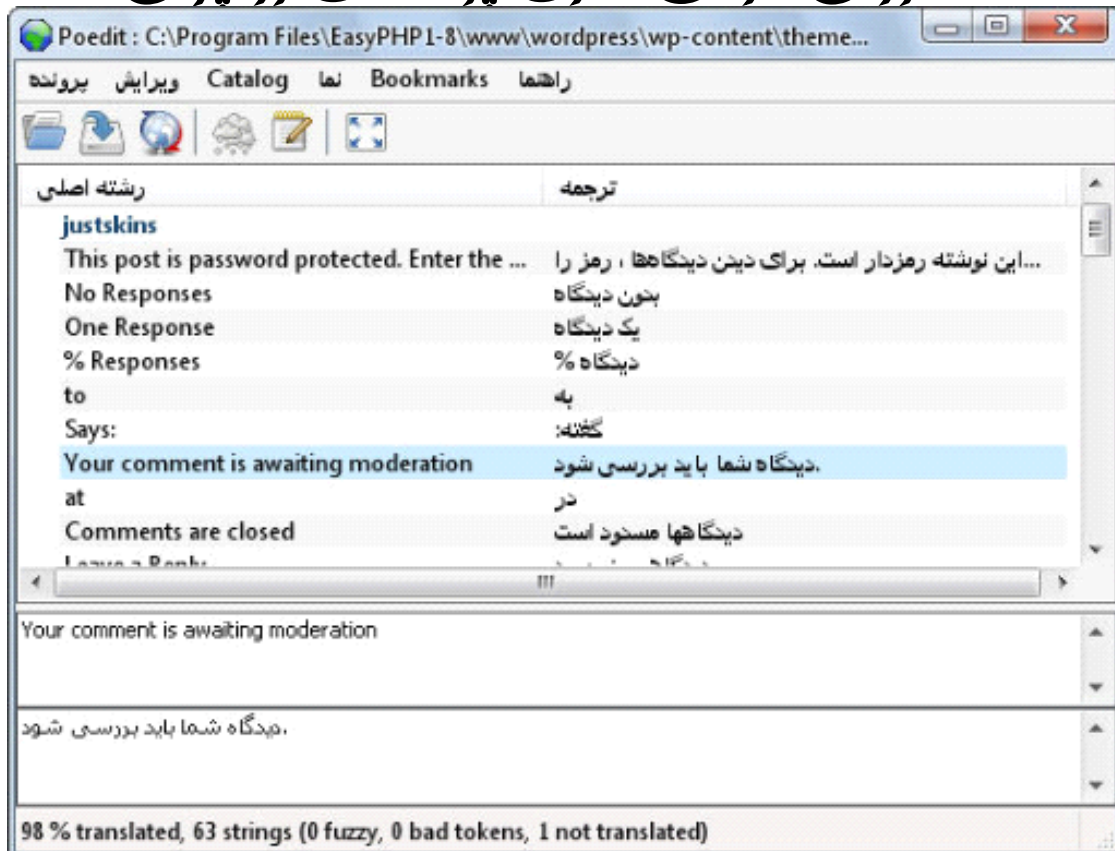 Poedit : C:\Program Files\EasyPHP1-8\www\wordpress\wp-content\theme...
پرونده ویرایش Catalog نما Bookmarks راهنما
رشته اصلی ترجمه
justskins
This post is password protected. Enter the ... این نوشته رمزدار است. برای دیدن دیدگاهها ، رمز را...
No Responses بدون دیدگاه
One Response یک دیدگاه
% Responses % دیدگاه
to به
Says: گفته:
Your comment is awaiting moderation دیدگاه شما باید بررسی شود.
at در
Comments are closed دیدگاهها مسدود است
Leave a Reply
Your comment is awaiting moderation
دیدگاه شما باید بررسی شود.
98 % translated, 63 strings (0 fuzzy, 0 bad tokens, 1 not translated)